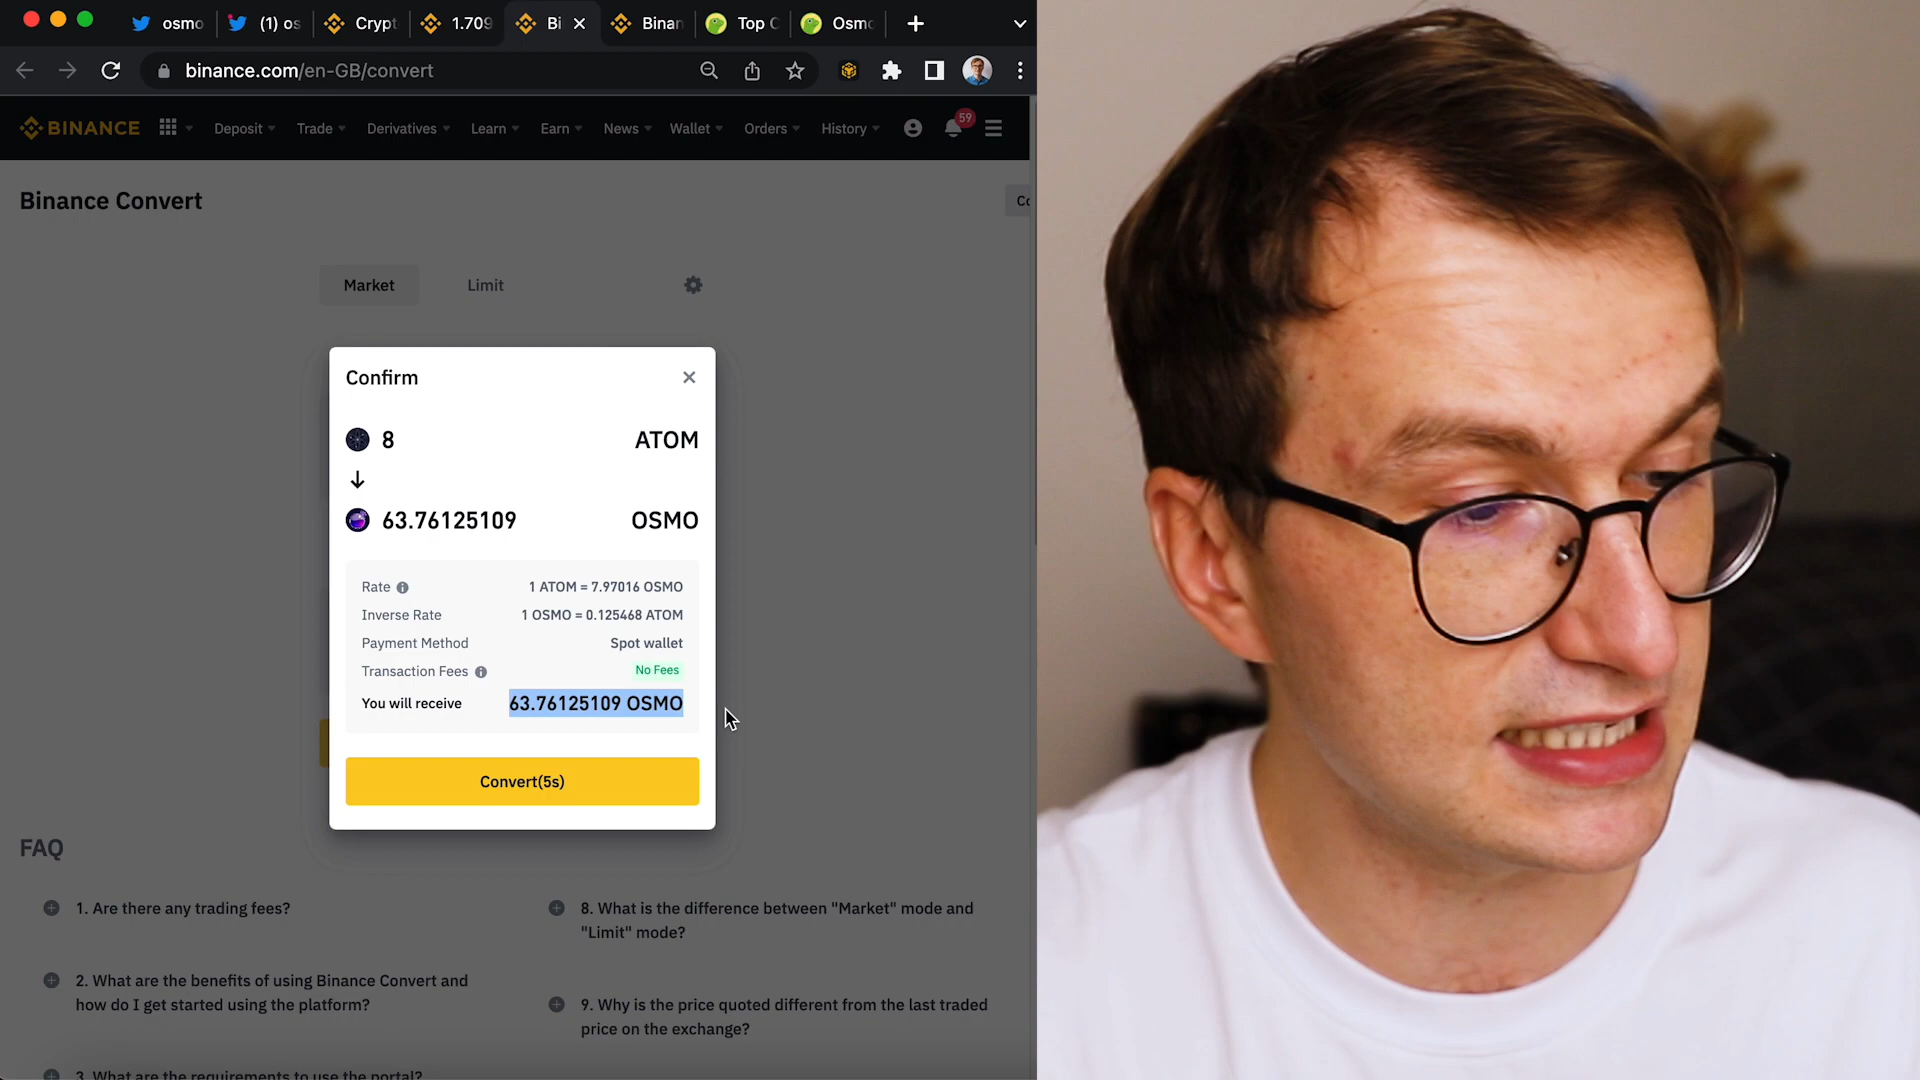 osmo
(1) os
Crypt
1.709
Bi
Binan
Top C
Osmo
binance.com/en-GB/convert
BINANCE
Deposit
Trade
Derivatives
Learn
Earn
News
Wallet
Orders
History
59
Binance Convert
Co
Market
Limit
Confirm
8 ATOM
63.76125109 OSMO
Rate 1 ATOM = 7.97016 OSMO
Inverse Rate 1 OSMO = 0.125468 ATOM
Payment Method Spot wallet
Transaction Fees No Fees
You will receive 63.76125109 OSMO
Convert(5s)
FAQ
1. Are there any trading fees?
2. What are the benefits of using Binance Convert and
how do I get started using the platform?
3. What are the requirements to use the portal?
8. What is the difference between "Market" mode and
"Limit" mode?
9. Why is the price quoted different from the last traded
price on the exchange?